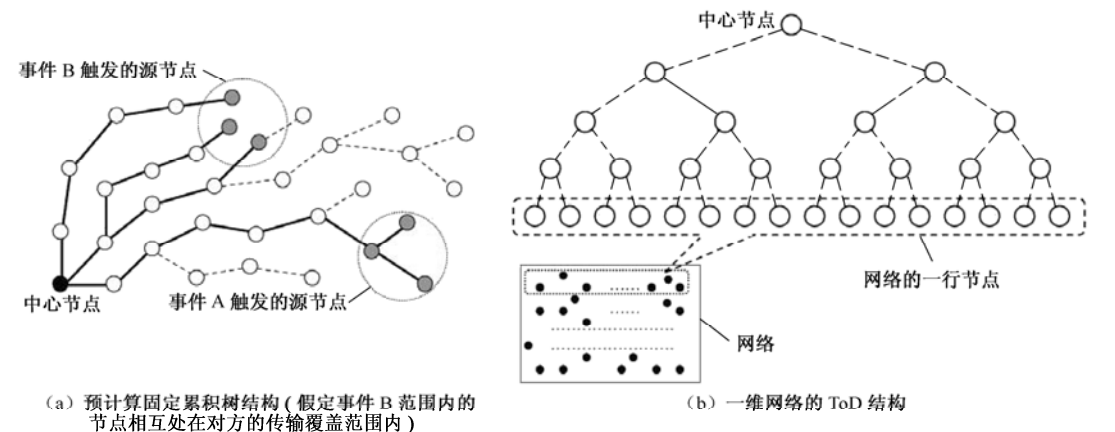 事件 B 触发的源节点
中心节点
事件 A 触发的源节点
（a）预计算固定累积树结构 ( 假定事件 B 范围内的
节点相互处在对方的传输覆盖范围内 )
中心节点
网络的一行节点
网络
（b）一维网络的 ToD 结构